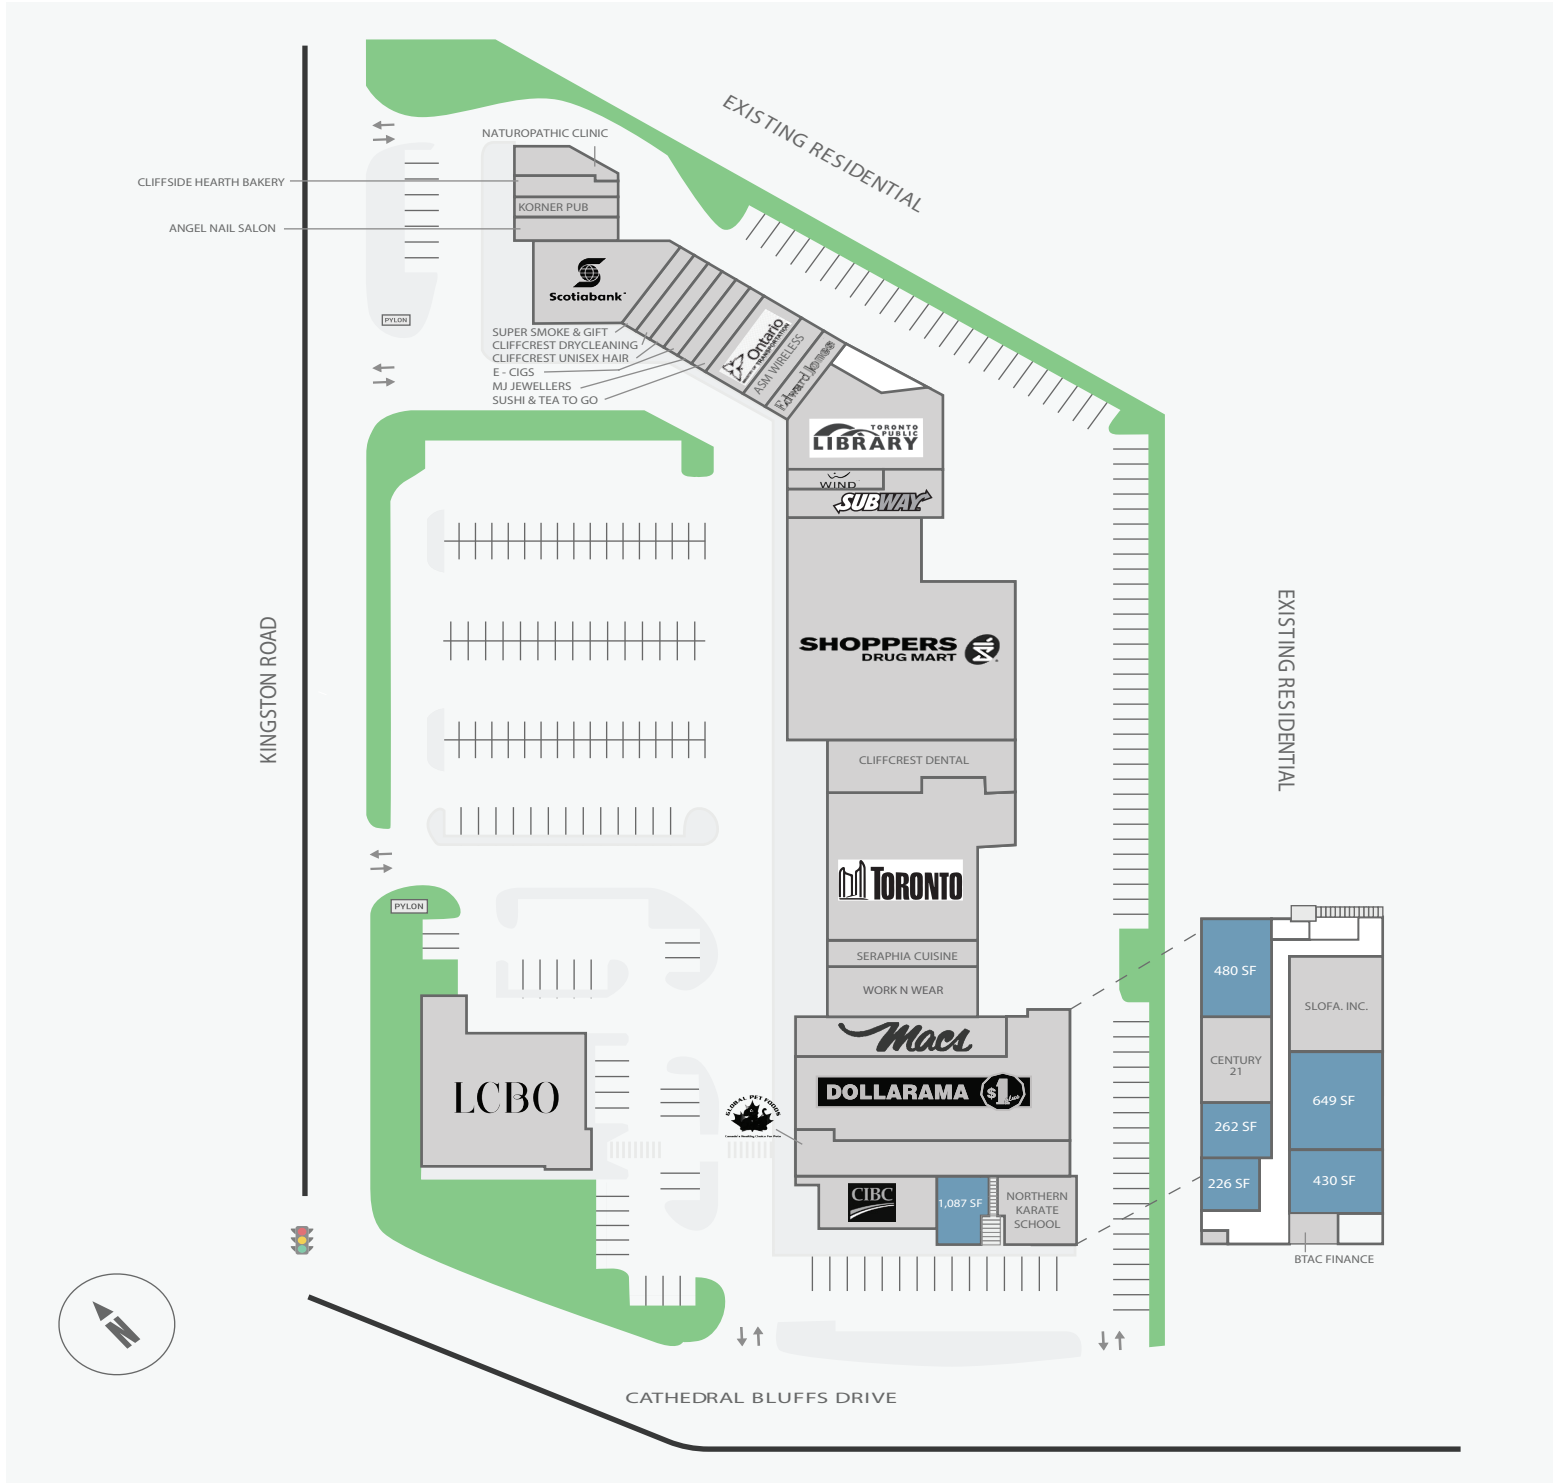 EXISTING RESIDENTIAL
NATUROPATHIC CLINIC
CLIFFSIDE HEARTH BAKERY
KORNER PUB
ANGEL NAIL SALON
Scotiabank
PYLON
SUPER SMOKE & GIFT
CLIFFCREST DRYCLEANING
CLIFFCREST UNISEX HAIR
E - CIGS
MJ JEWELLERS
SUSHI & TEA TO GO
Ontario
ASM WIRELESS
Edward Jones
TORONTO
PUBLIC
LIBRARY
WIND
SUBWAY
KINGSTON ROAD
EXISTING RESIDENTIAL
SHOPPERS
DRUG MART
CLIFFCREST DENTAL
TORONTO
PYLON
SERAPHIA CUISINE
WORK N WEAR
480 SF
SLOFA. INC.
Macs
CENTURY
21
LCBO
DOLLARAMA $1
649 SF
GLOBAL PET FOODS
262 SF
226 SF
430 SF
CIBC
1,087 SF
NORTHERN
KARATE
SCHOOL
BTAC FINANCE
N
CATHEDRAL BLUFFS DRIVE